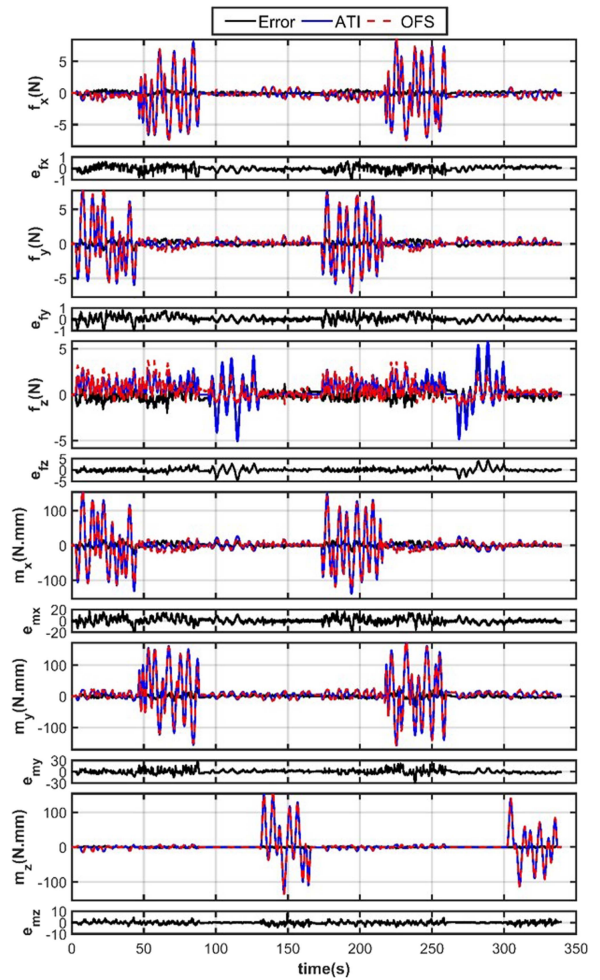 Error ATI OFS
f_x(N)
5
0
-5
e_fx
1
0
-1
f_y(N)
5
0
-5
e_fy
1
0
-1
f_z(N)
5
0
-5
e_fz
5
0
-5
m_x(N.mm)
100
0
-100
e_mx
20
0
-20
m_y(N.mm)
100
0
-100
e_my
30
0
-30
m_z(N.mm)
100
0
-100
e_mz
10
0
-10
0 50 100 150 200 250 300 350
time(s)